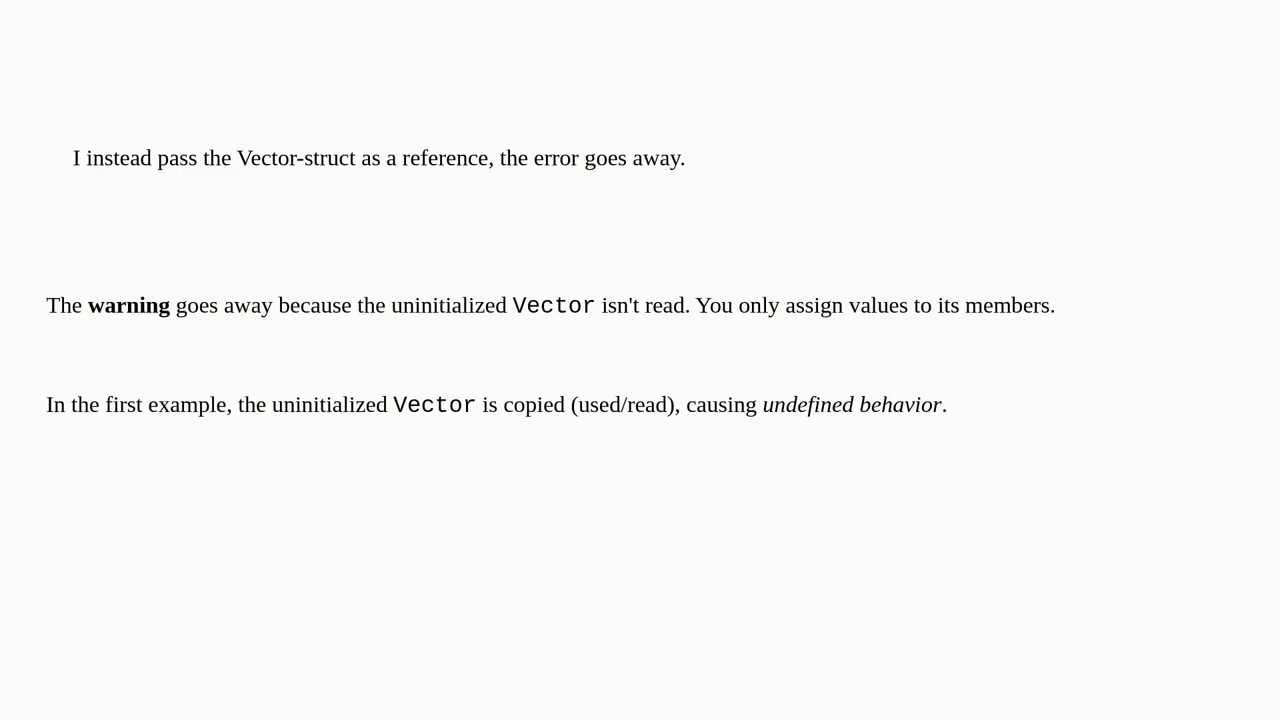 I instead pass the Vector-struct as a reference, the error goes away.
The warning goes away because the uninitialized Vector isn't read. You only assign values to its members.
In the first example, the uninitialized Vector is copied (used/read), causing undefined behavior.